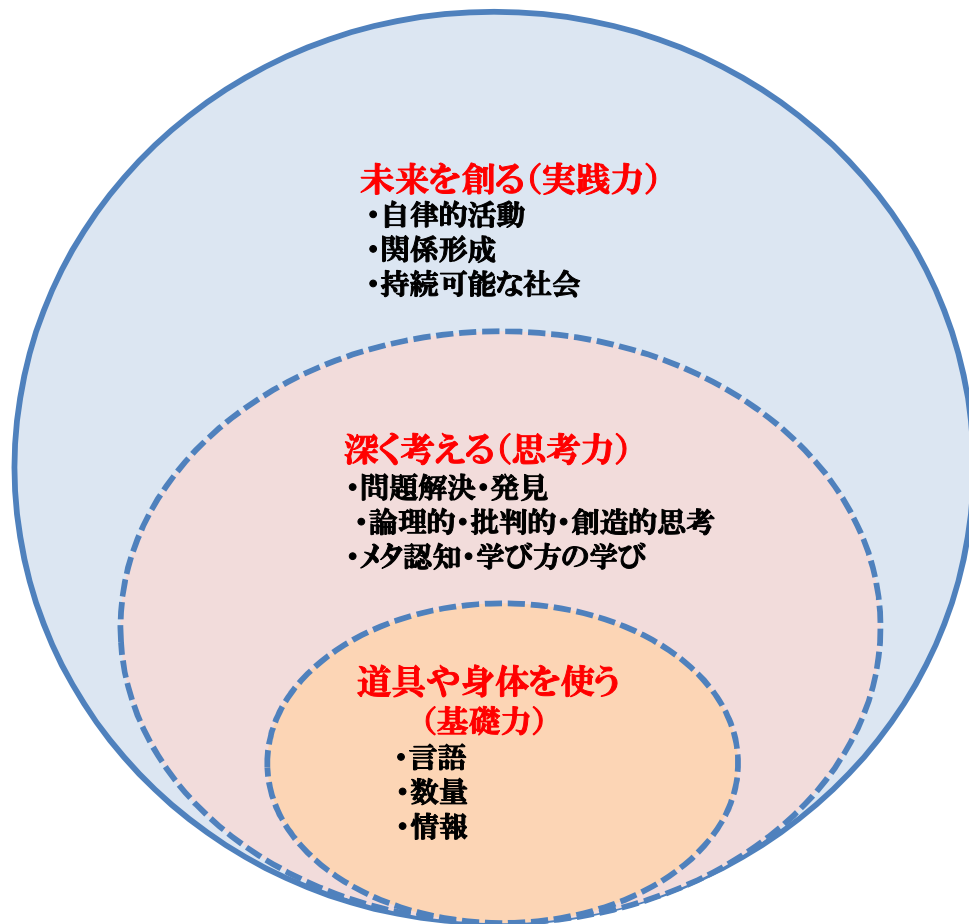 未来を創る(実践力)
・自律的活動
・関係形成
・持続可能な社会
深く考える(思考力)
・問題解決・発見
・論理的・批判的・創造的思考
・メタ認知・学び方の学び
道具や身体を使う
(基礎力)
・言語
・数量
・情報